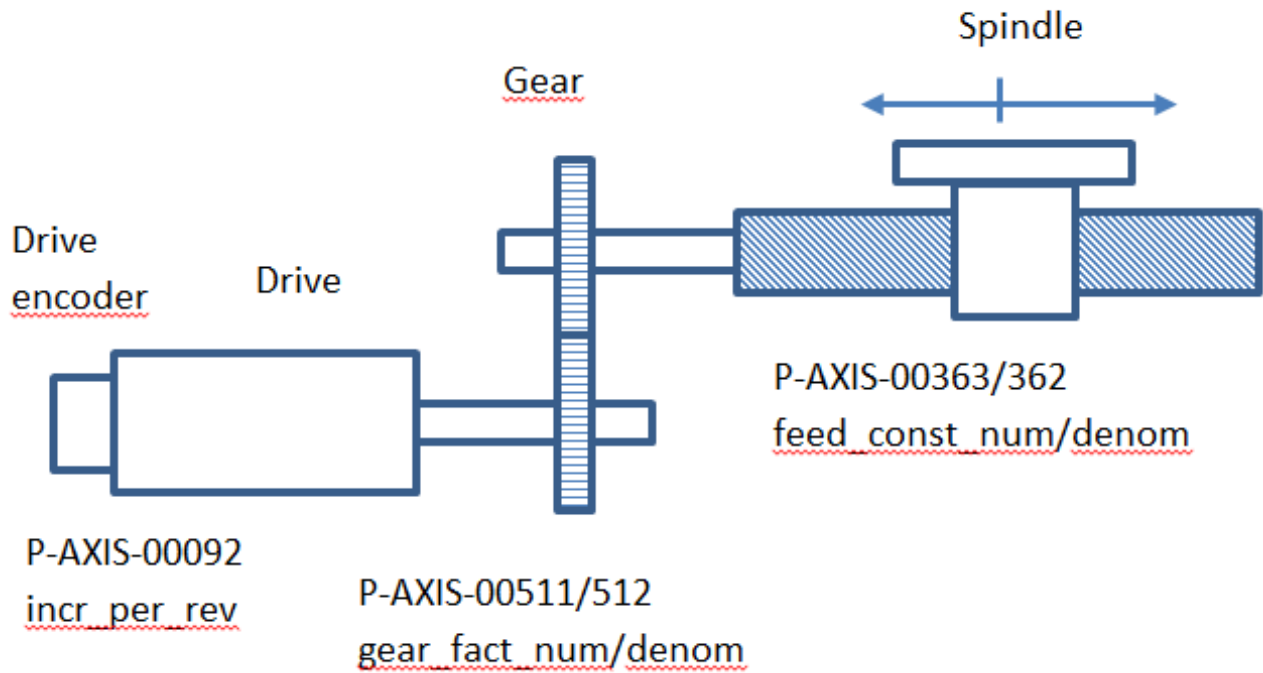 Spindle
Gear
Drive
encoder
Drive
P-AXIS-00363/362
feed_const_num/denom
P-AXIS-00092
incr_per_rev
P-AXIS-00511/512
gear_fact_num/denom